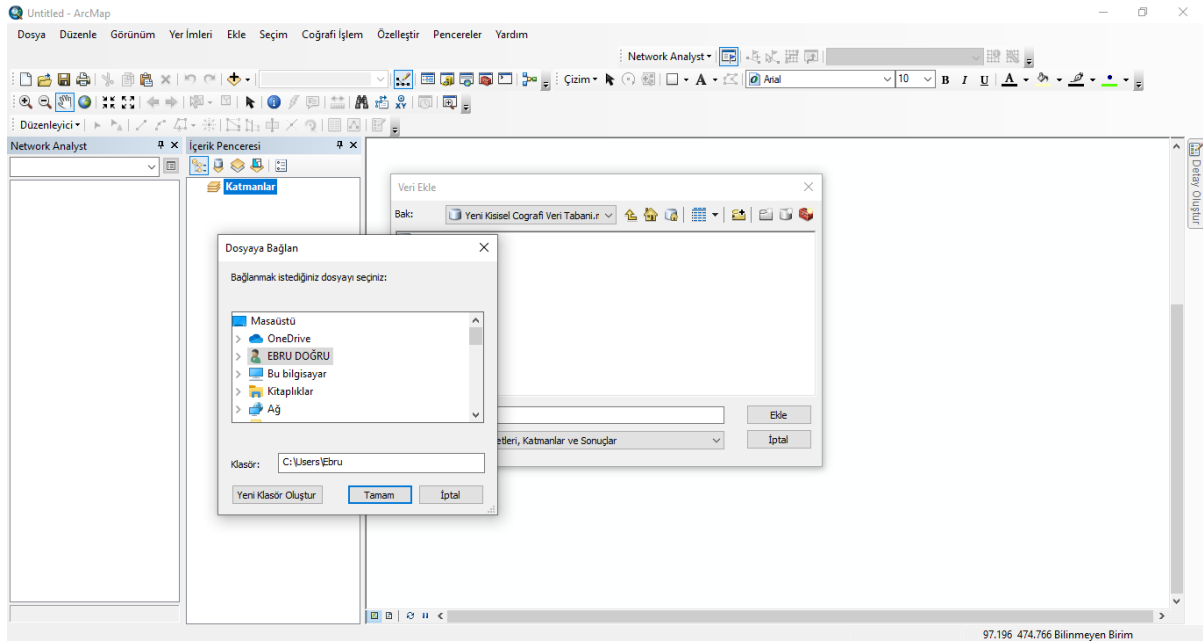 Untitled - ArcMap
Dosya Düzenle Görünüm Yer İmleri Ekle Seçim Coğrafi İşlem Özelleştir Pencereler Yardım
Network Analyst
Çizim A Arial 10 B I U A
Düzenleyici
Network Analyst
İçerik Penceresi
Katmanlar
Detay Oluştur
Veri Ekle
Bak: Yeni Kisisel Cografi Veri Tabani.r
Ekle
etleri, Katmanlar ve Sonuçlar
İptal
Dosyaya Bağlan
Bağlanmak istediğiniz dosyayı seçiniz:
Masaüstü
OneDrive
EBRU DOĞRU
Bu bilgisayar
Kitaplıklar
Ağ
Klasör: C:\Users\Ebru
Yeni Klasör Oluştur Tamam İptal
97.196 474.766 Bilinmeyen Birim